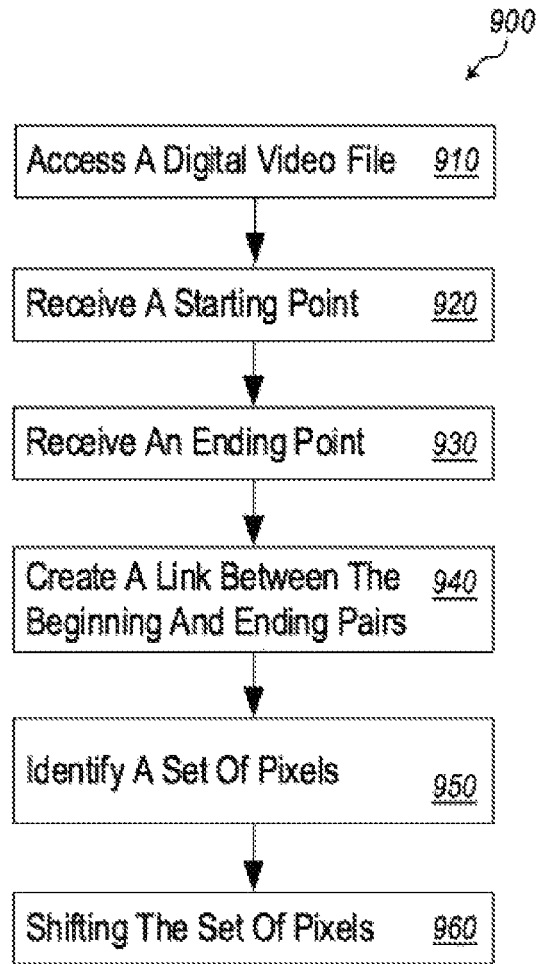 900
Access A Digital Video File 910
Receive A Starting Point 920
Receive An Ending Point 930
Create A Link Between The 940
Beginning And Ending Pairs
Identify A Set Of Pixels 950
Shifting The Set Of Pixels 960